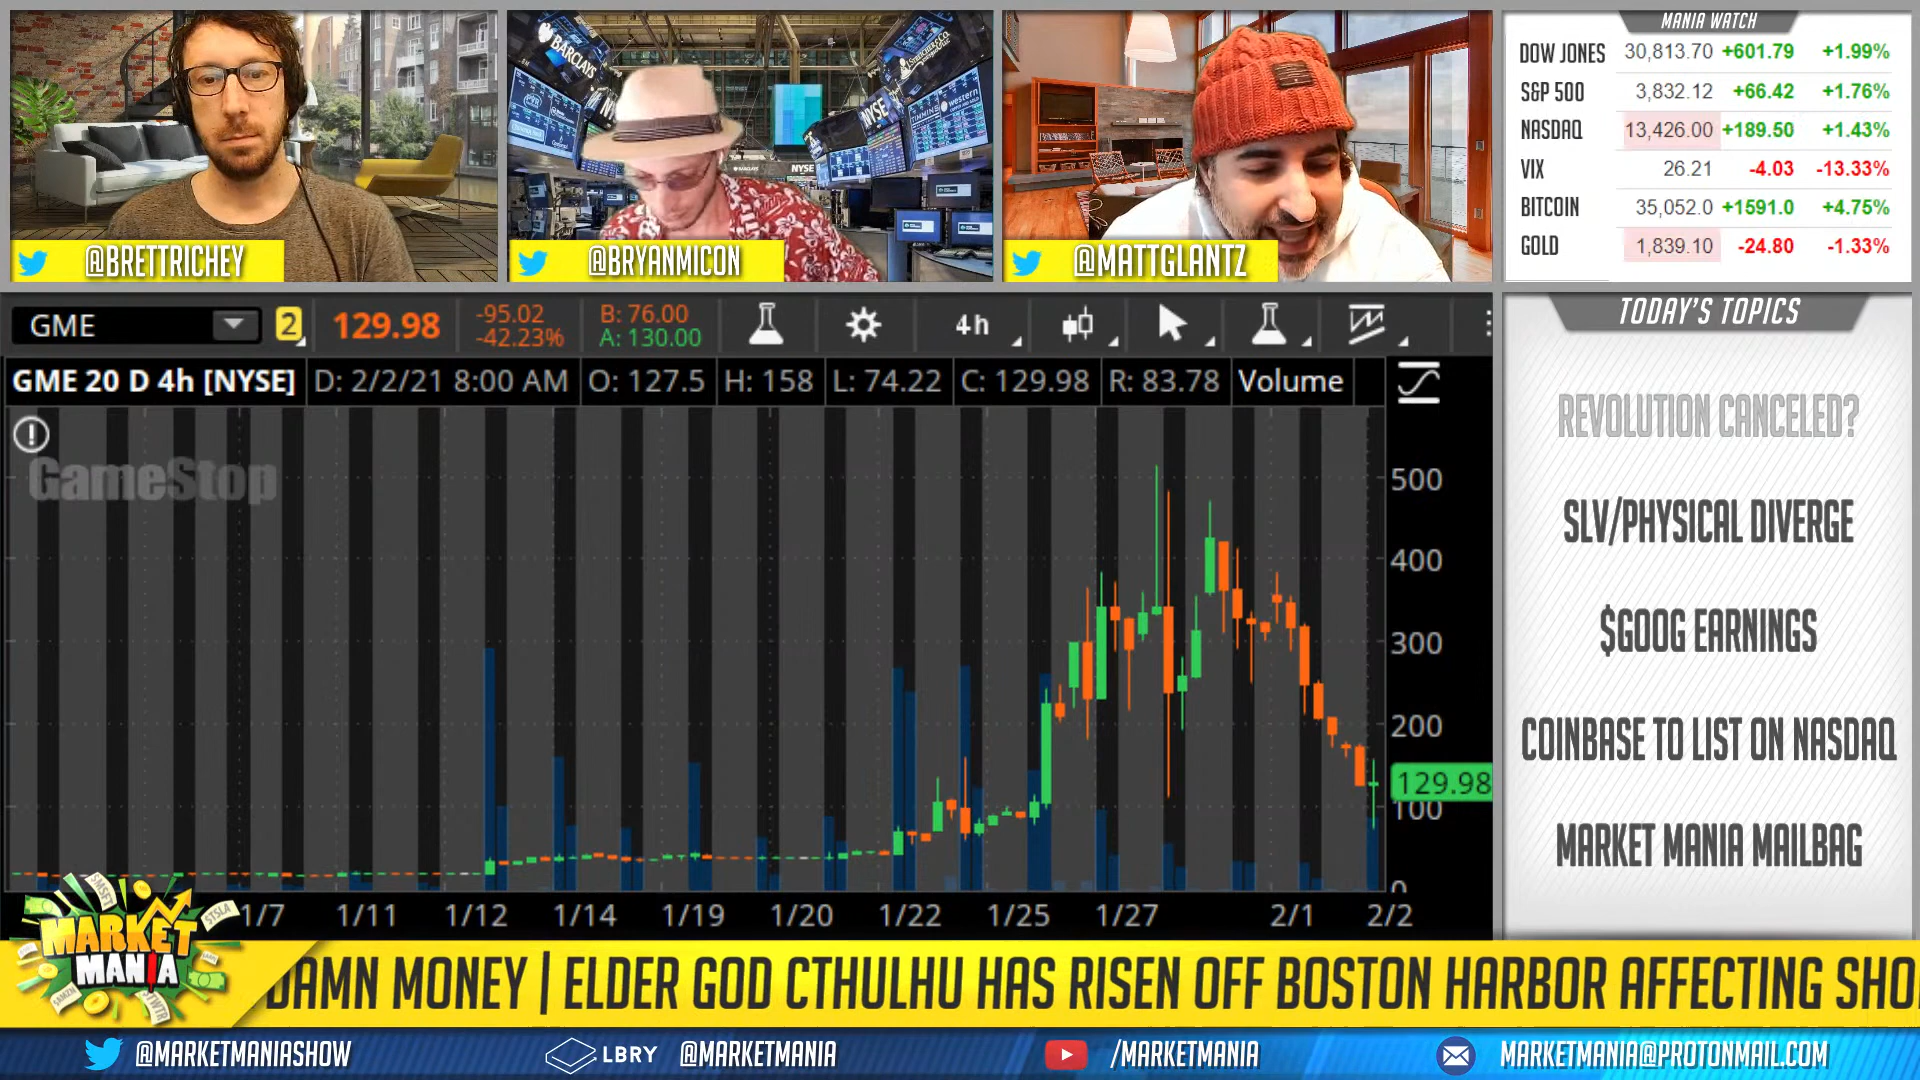 BARCLAYS
NYSE
@BRETTRICHEY
@BRYANMICON
@MATTGLANTZ
MANIA WATCH
DOW JONES 30,813.70 +601.79 +1.99%
S&P 500 3,832.12 +66.42 +1.76%
NASDAQ 13,426.00 +189.50 +1.43%
VIX 26.21 -4.03 -13.33%
BITCOIN 35,052.0 +1591.0 +4.75%
GOLD 1,839.10 -24.80 -1.33%
GME 2 129.98 -95.02 B: 76.00 4h
-42.23% A: 130.00
GME 20 D 4h [NYSE] D: 2/2/21 8:00 AM O: 127.5 H: 158 L: 74.22 C: 129.98 R: 83.78 Volume
GameStop
500
400
300
200
129.98
100
0
1/7 1/11 1/12 1/14 1/19 1/20 1/22 1/25 1/27 2/1 2/2
TODAY'S TOPICS
REVOLUTION CANCELED?
SLV/PHYSICAL DIVERGE
$GOOG EARNINGS
COINBASE TO LIST ON NASDAQ
MARKET MANIA MAILBAG
$MSFT
$TSLA
MARKET
MANIA
$AMZN
$TWTR
DAMN MONEY | ELDER GOD CTHULHU HAS RISEN OFF BOSTON HARBOR AFFECTING SHO
@MARKETMANIASHOW LBRY @MARKETMANIA /MARKETMANIA MARKETMANIA@PROTONMAIL.COM